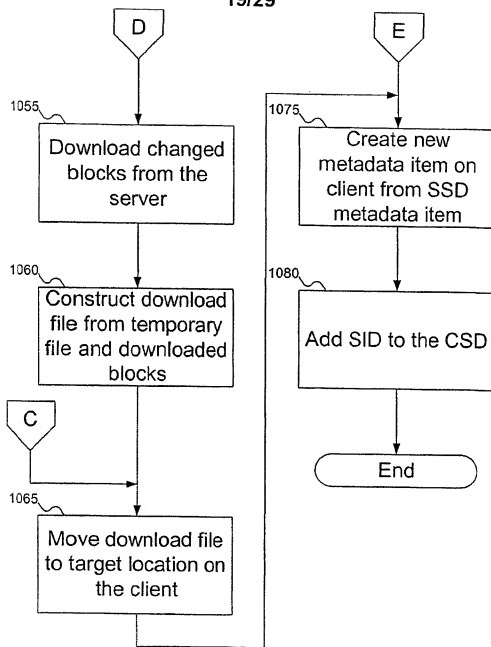 19/29
D
1055
Download changed
blocks from the
server
1060
Construct download
file from temporary
file and downloaded
blocks
C
1065
Move download file
to target location on
the client
E
1075
Create new
metadata item on
client from SSD
metadata item
1080
Add SID to the CSD
End